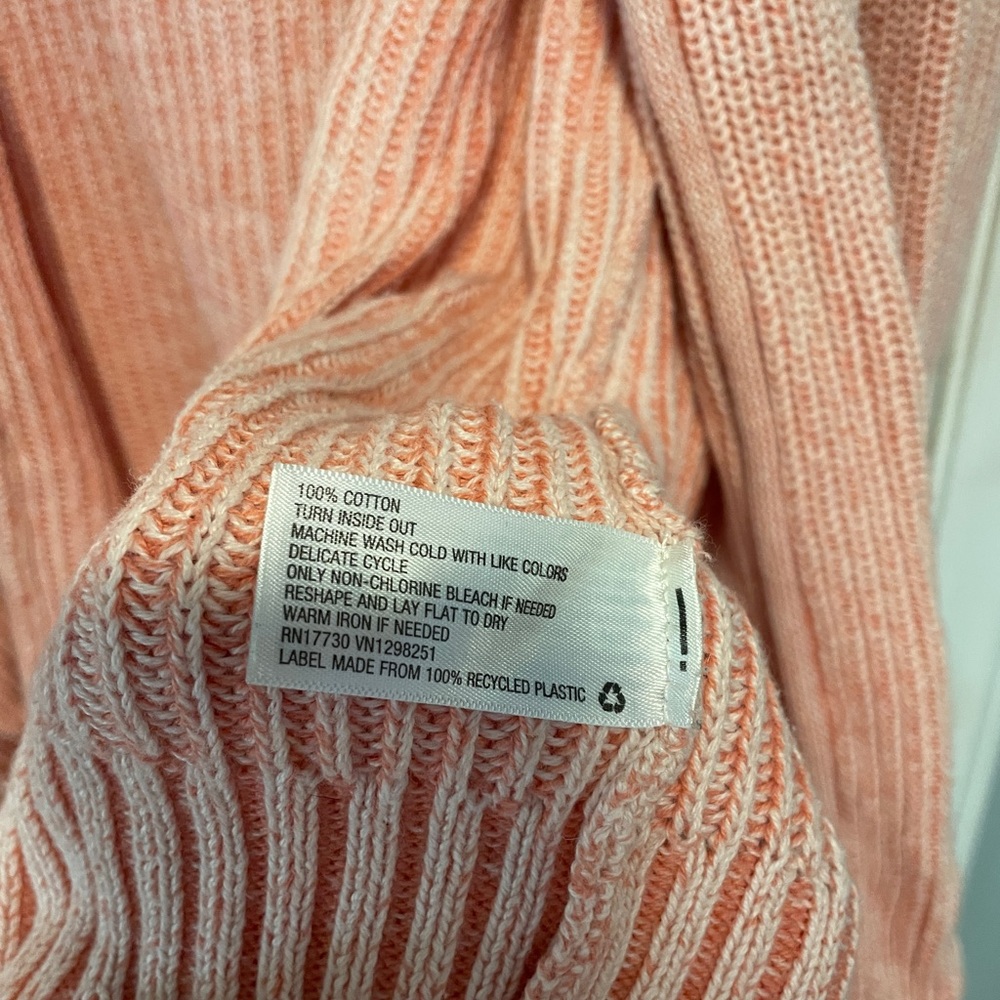 100% COTTON
TURN INSIDE OUT
MACHINE WASH COLD WITH LIKE COLORS
DELICATE CYCLE
ONLY NON-CHLORINE BLEACH IF NEEDED
RESHAPE AND LAY FLAT TO DRY
WARM IRON IF NEEDED
RN17730 VN1298251
LABEL MADE FROM 100% RECYCLED PLASTIC